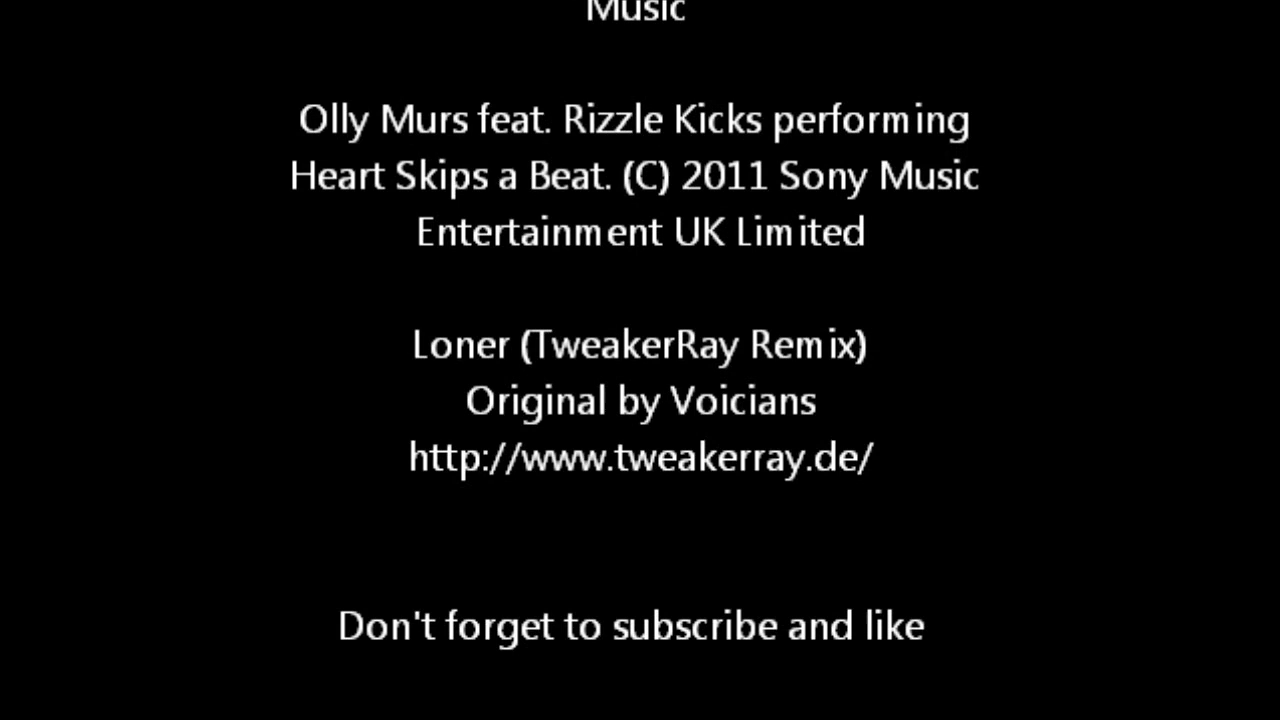 Music
Olly Murs feat. Rizzle Kicks performing
Heart Skips a Beat. (C) 2011 Sony Music
Entertainment UK Limited
Loner (TweakerRay Remix)
Original by Voicians
http://www.tweakerray.de/
Don't forget to subscribe and like